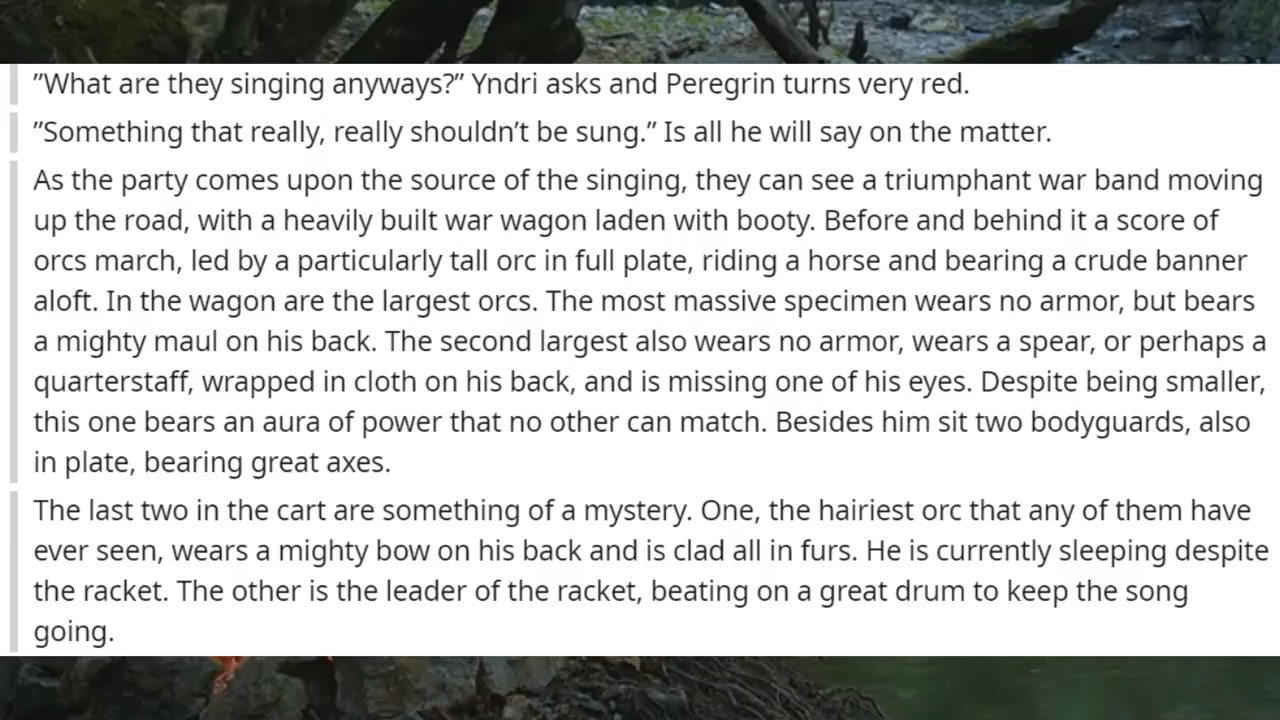 ”What are they singing anyways?” Yndri asks and Peregrin turns very red.
”Something that really, really shouldn’t be sung.” Is all he will say on the matter.
As the party comes upon the source of the singing, they can see a triumphant war band moving
up the road, with a heavily built war wagon laden with booty. Before and behind it a score of
orcs march, led by a particularly tall orc in full plate, riding a horse and bearing a crude banner
aloft. In the wagon are the largest orcs. The most massive specimen wears no armor, but bears
a mighty maul on his back. The second largest also wears no armor, wears a spear, or perhaps a
quarterstaff, wrapped in cloth on his back, and is missing one of his eyes. Despite being smaller,
this one bears an aura of power that no other can match. Besides him sit two bodyguards, also
in plate, bearing great axes.
The last two in the cart are something of a mystery. One, the hairiest orc that any of them have
ever seen, wears a mighty bow on his back and is clad all in furs. He is currently sleeping despite
the racket. The other is the leader of the racket, beating on a great drum to keep the song
going.